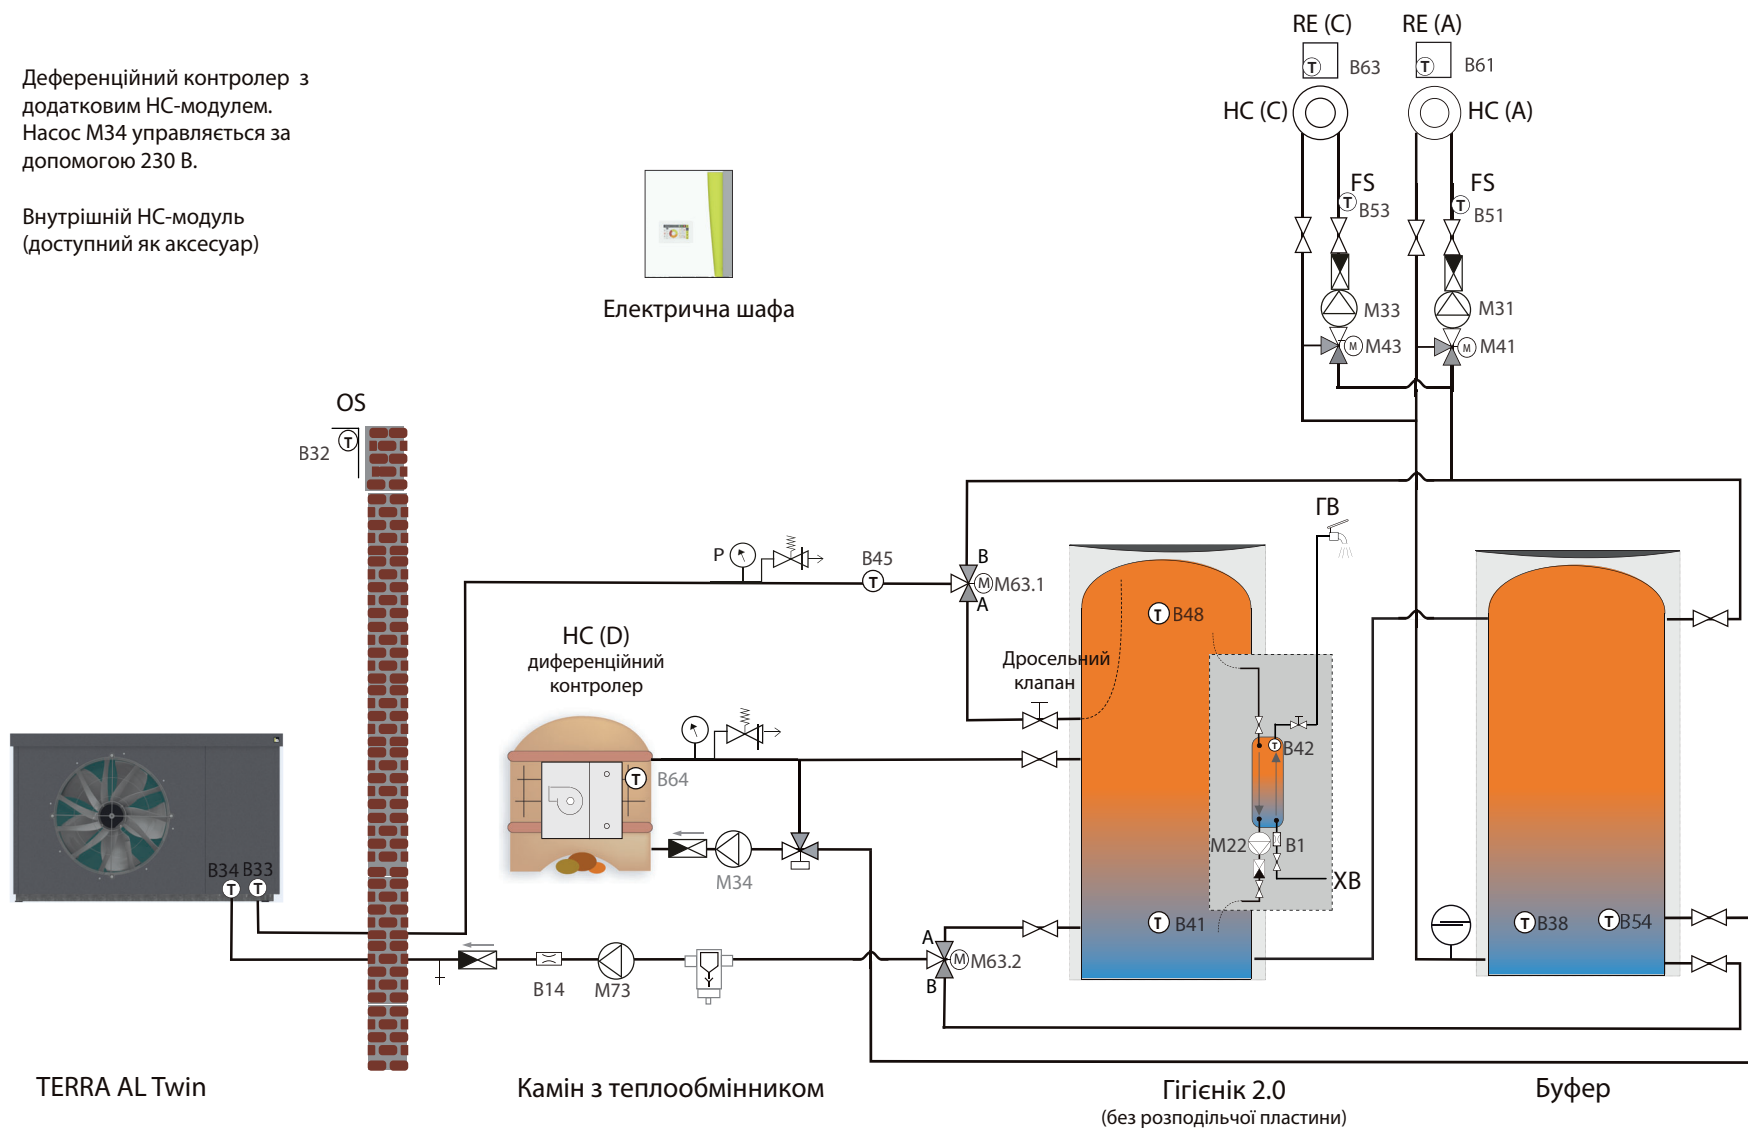 RE (C)
RE (A)
T
B63
T
B61
HC (C)
HC (A)
Деференційний контролер з
додатковим НС-модулем.
Насос М34 управляється за
допомогою 230 В.
Внутрішній НС-модуль
(доступний як аксесуар)
Електрична шафа
FS
T
B53
FS
T
B51
M33
M31
M
M43
M
M41
OS
T
B32
ГВ
P
B45
T
B
M
M63.1
A
T
B48
HC (D)
диференційний
контролер
Дросельний
клапан
T
B64
T
B42
M22
B1
M34
ХВ
B34
B33
T
T
T
B41
T
B38
T
B54
A
M
M63.2
B
B14
M73
TERRA AL Twin
Камін з теплообмінником
Гігієнік 2.0
(без розподільчої пластини)
Буфер